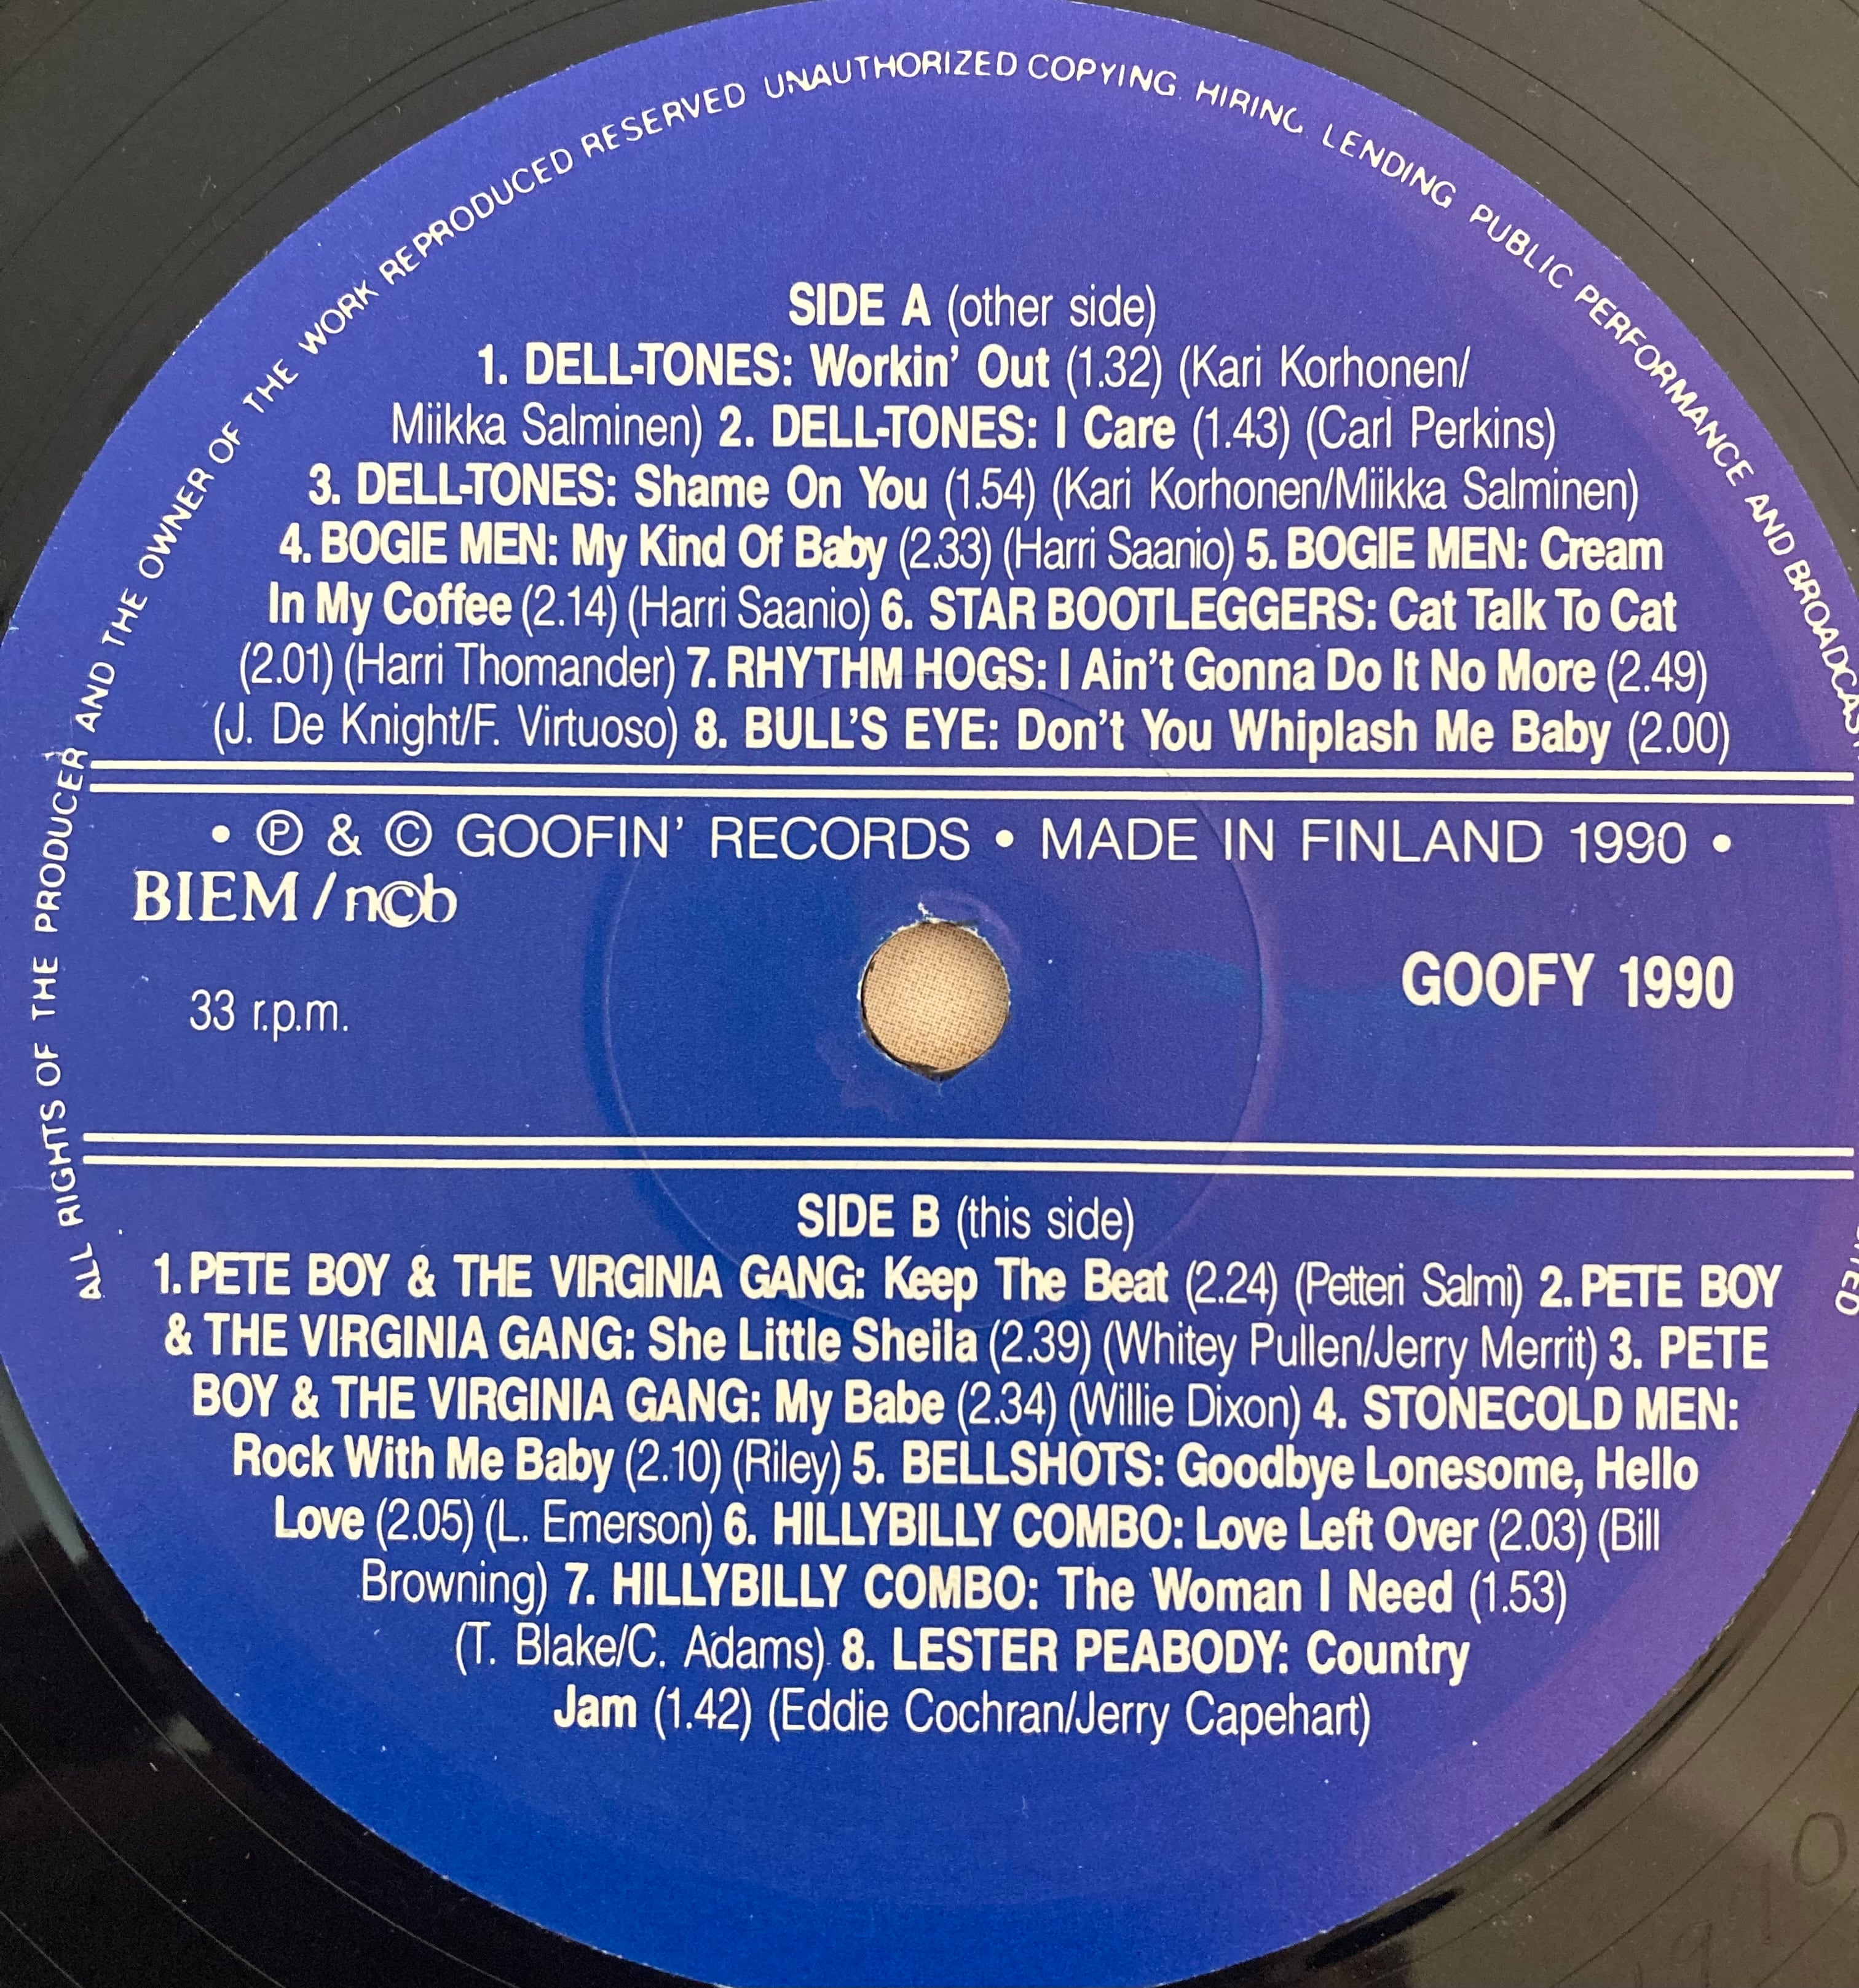 ALL RIGHTS OF THE PRODUCER AND THE OWNER OF THE WORK REPRODUCED RESERVED UNAUTHORIZED COPYING HIRING LENDING PUBLIC PERFORMANCE AND
SIDE A (other side)
1. DELL-TONES: Workin' Out (1.32) (Kari Korhonen/
Miikka Salminen) 2. DELL-TONES: I Care (1.43) (Carl Perkins)
3. DELL-TONES: Shame On You (1.54) (Kari Korhonen/Miikka Salminen)
4. BOGIE MEN: My Kind Of Baby (2.33) (Harri Saanio) 5. BOGIE MEN: Cream
In My Coffee (2.14) (Harri Saanio) 6. STAR BOOTLEGGERS: Cat Talk To Cat
(2.01) (Harri Thomander) 7. RHYTHM HOGS: I Ain't Gonna Do It No More (2.49)
(J. De Knight/F. Virtuoso) 8. BULL'S EYE: Don't You Whiplash Me Baby (2.00)
• ℗ & © GOOFIN' RECORDS • MADE IN FINLAND 1990 •
BIEM / n©b
33 r.p.m.
GOOFY 1990
SIDE B (this side)
1. PETE BOY & THE VIRGINIA GANG: Keep The Beat (2.24) (Petteri Salmi) 2. PETE BOY
& THE VIRGINIA GANG: She Little Sheila (2.39) (Whitey Pullen/Jerry Merrit) 3. PETE
BOY & THE VIRGINIA GANG: My Babe (2.34) (Willie Dixon) 4. STONECOLD MEN:
Rock With Me Baby (2.10) (Riley) 5. BELLSHOTS: Goodbye Lonesome, Hello
Love (2.05) (L. Emerson) 6. HILLYBILLY COMBO: Love Left Over (2.03) (Bill
Browning) 7. HILLYBILLY COMBO: The Woman I Need (1.53)
(T. Blake/C. Adams) 8. LESTER PEABODY: Country
Jam (1.42) (Eddie Cochran/Jerry Capehart)